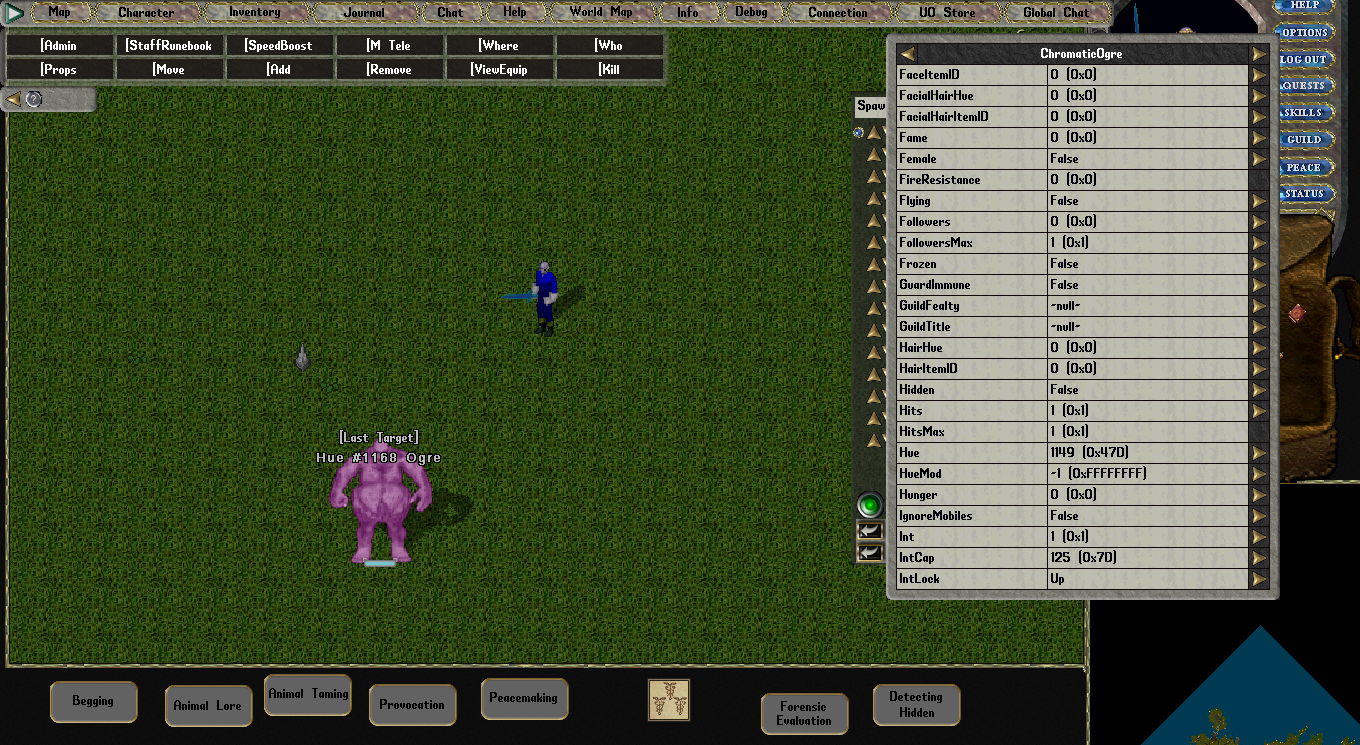 Map Character Inventory Journal Chat Help World Map Info Debug Connection UO Store Global Chat
[Admin [StaffRunebook [SpeedBoost [M Tele [Where [Who
[Props [Move [Add [Remove [ViewEquip [Kill
?
HELP
OPTIONS
LOG OUT
QUESTS
SKILLS
GUILD
PEACE
STATUS
Spaw
ChromaticOgre
FaceItemID 0 (0x0)
FacialHairHue 0 (0x0)
FacialHairItemID 0 (0x0)
Fame 0 (0x0)
Female False
FireResistance 0 (0x0)
Flying False
Followers 0 (0x0)
FollowersMax 1 (0x1)
Frozen False
GuardImmune False
GuildFealty -null-
GuildTitle -null-
HairHue 0 (0x0)
HairItemID 0 (0x0)
Hidden False
Hits 1 (0x1)
HitsMax 1 (0x1)
Hue 1149 (0x47D)
HueMod -1 (0xFFFFFFFF)
Hunger 0 (0x0)
IgnoreMobiles False
Int 1 (0x1)
IntCap 125 (0x7D)
IntLock Up
[Last Target]
Hue #1168 Ogre
Begging
Animal Lore
Animal Taming
Provocation
Peacemaking
Forensic
Evaluation
Detecting
Hidden